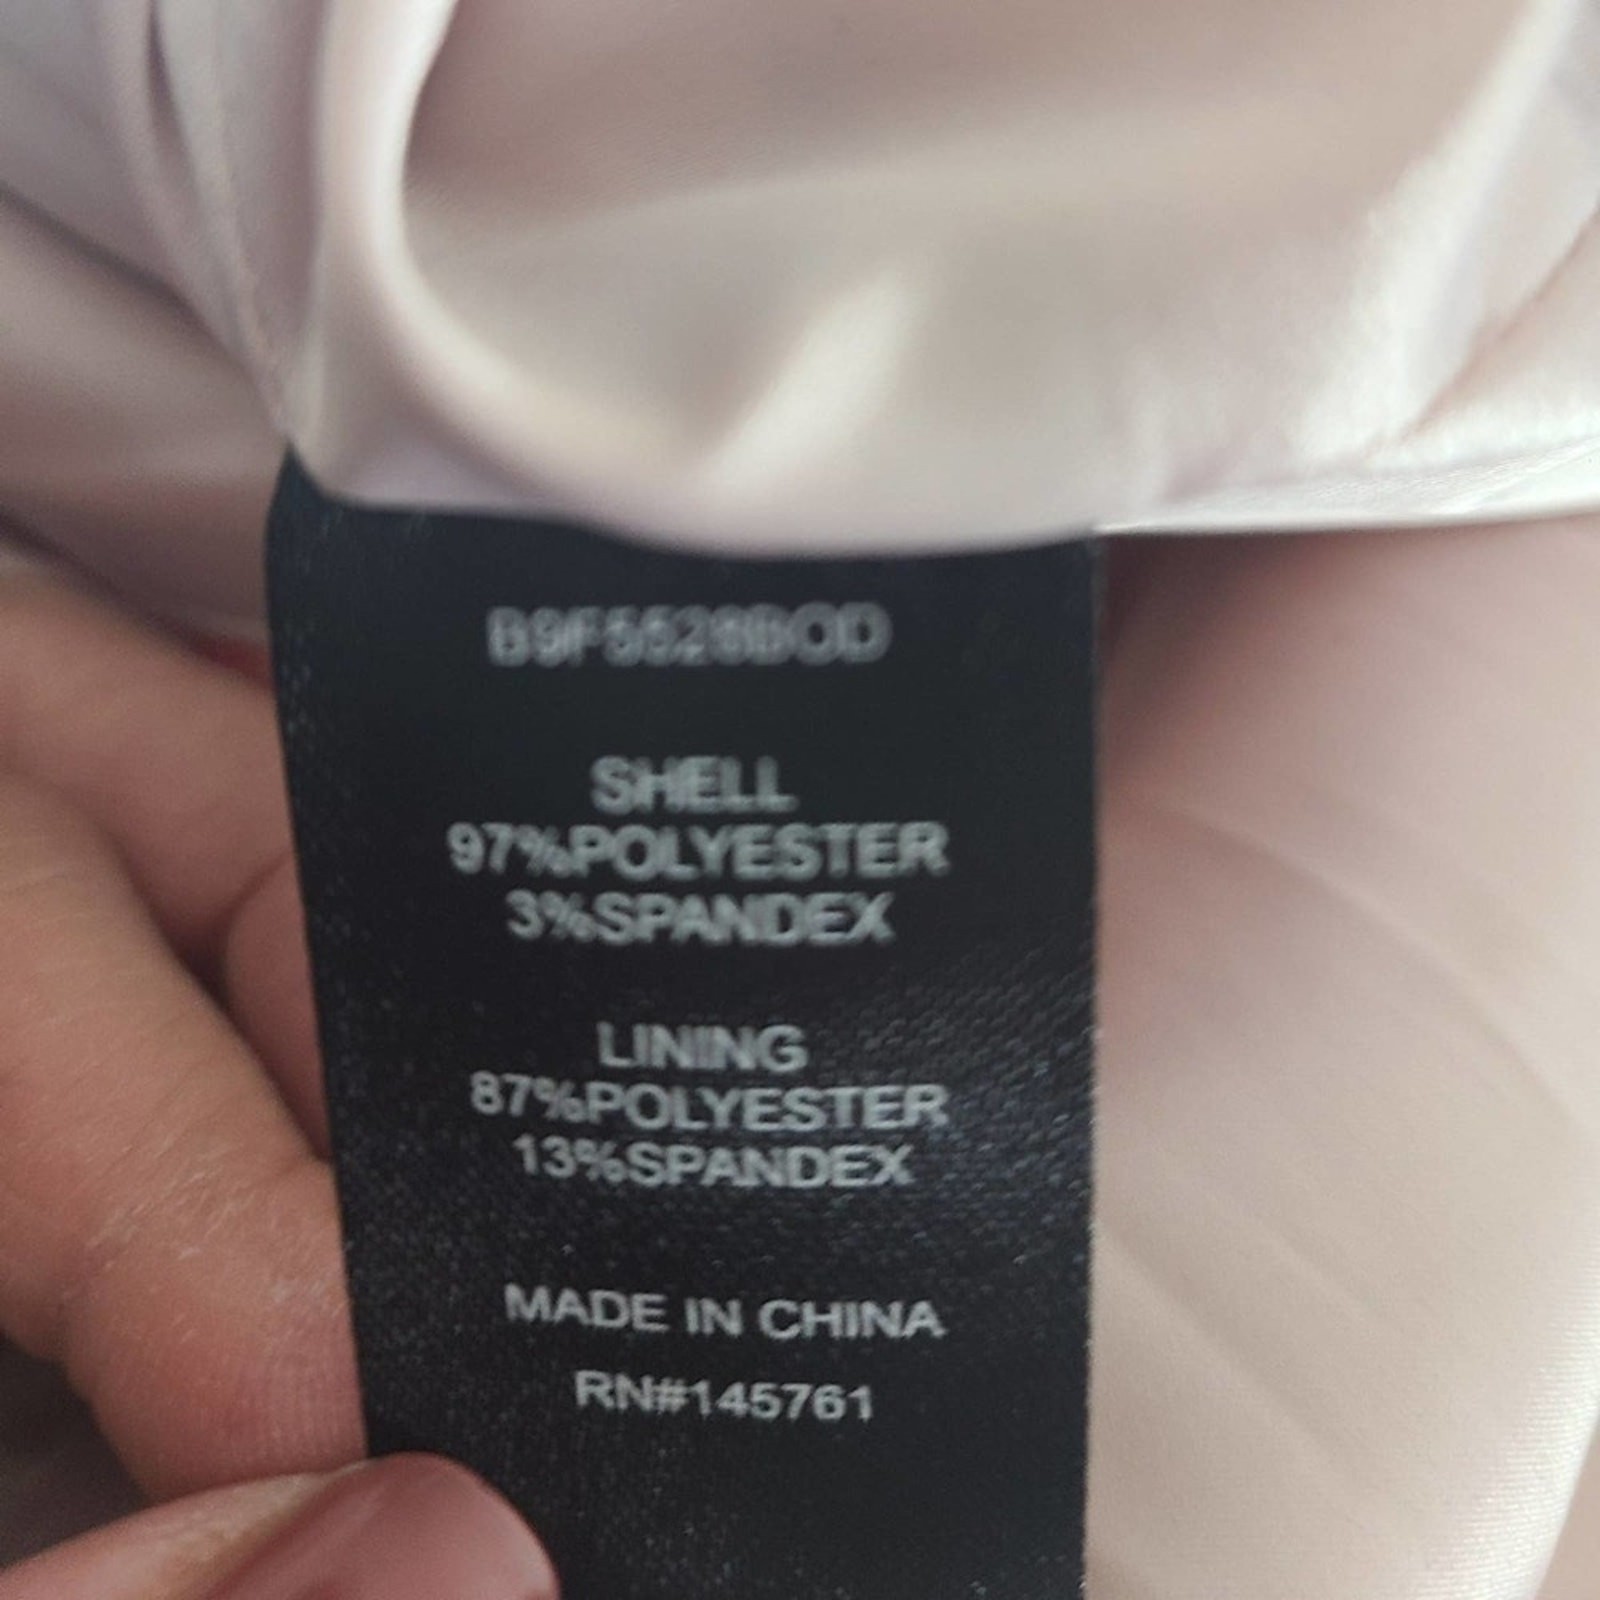 SHELL
97%POLYESTER
3%SPANDEX
LINING
87%POLYESTER
13%SPANDEX
MADE IN CHINA
RN#145761